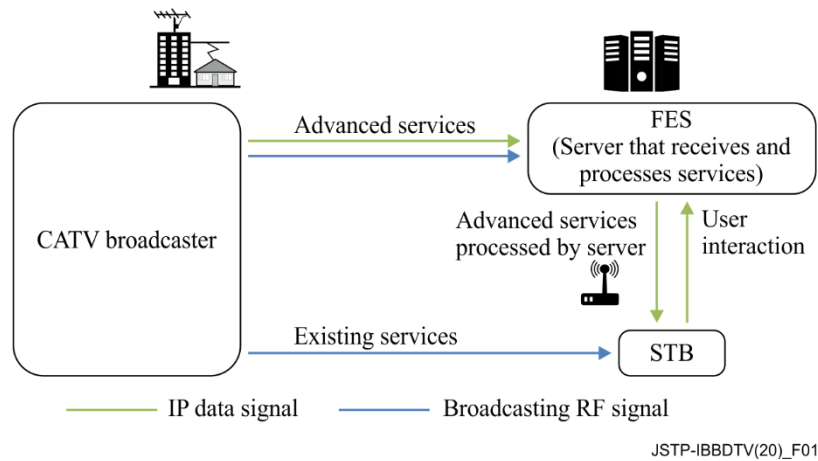 Advanced services
FES
(Server that receives and
processes services)
CATV broadcaster
Advanced services
processed by server
User
interaction
Existing services
STB
IP data signal
Broadcasting RF signal
JSTP-IBBDTV(20)_F01